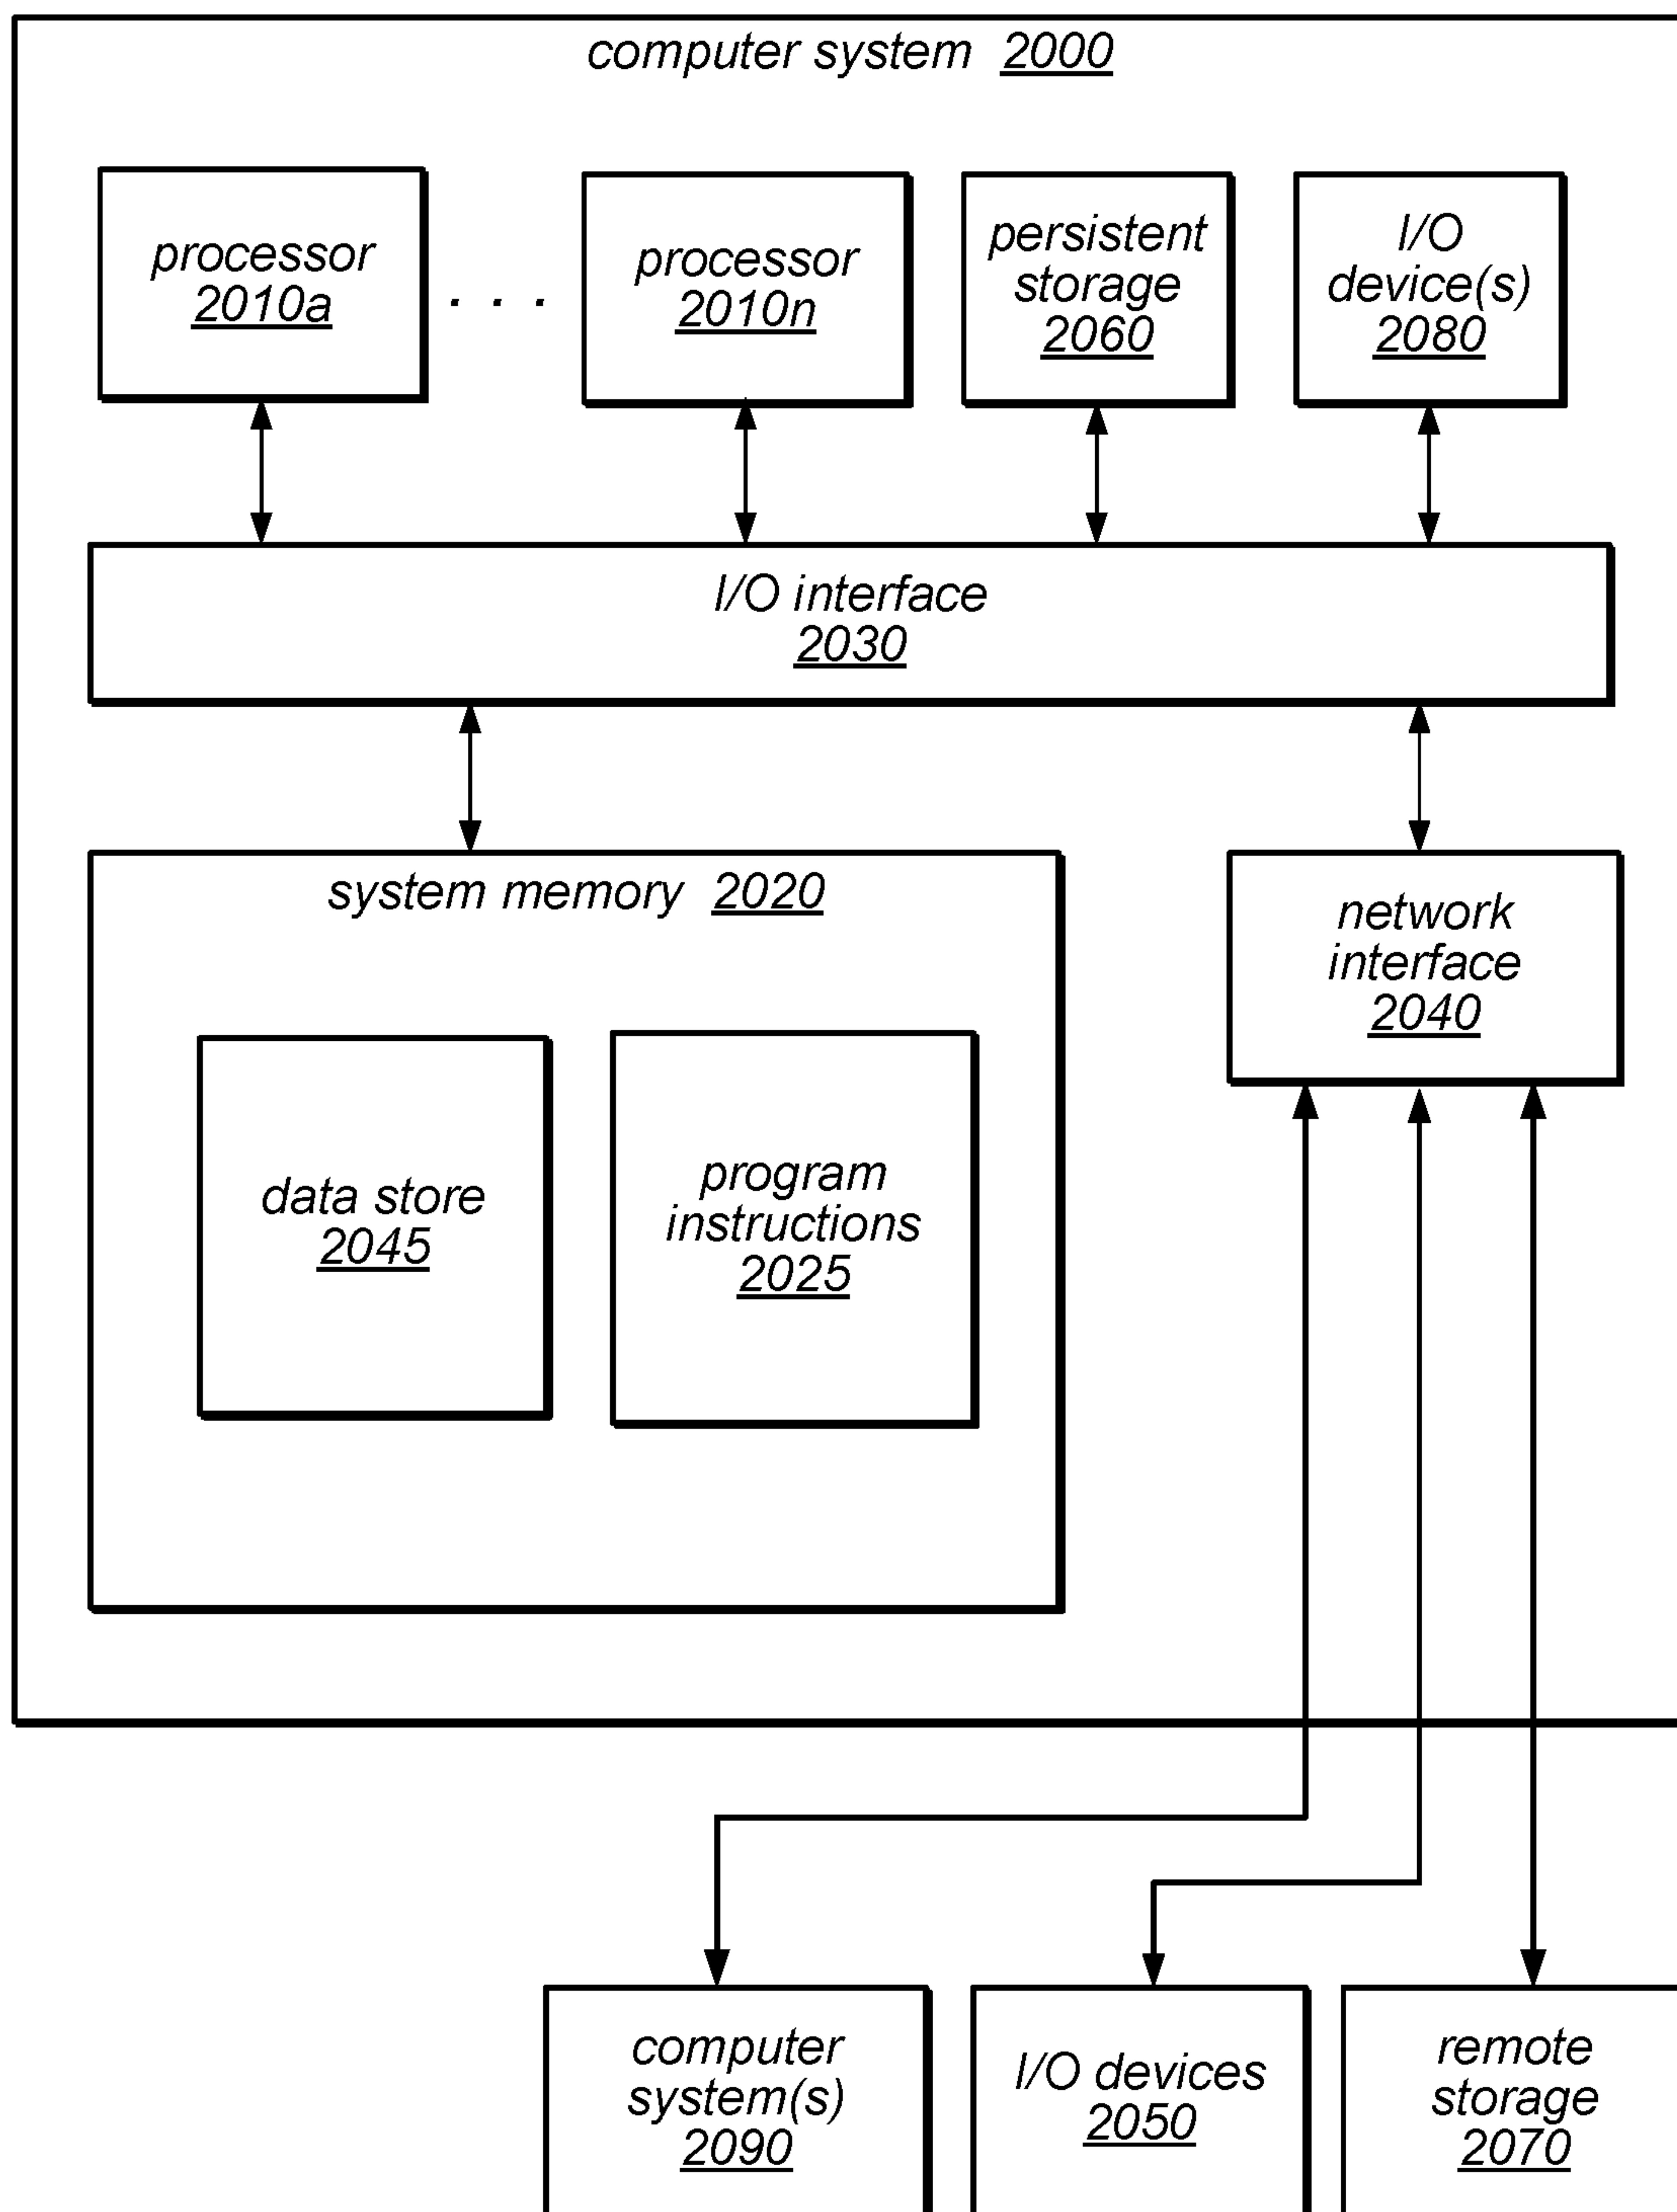 computer system 2000
processor
2010a
. . .
processor
2010n
persistent
storage
2060
I/O
device(s)
2080
I/O interface
2030
system memory 2020
network
interface
2040
data store
2045
program
instructions
2025
computer
system(s)
2090
I/O devices
2050
remote
storage
2070